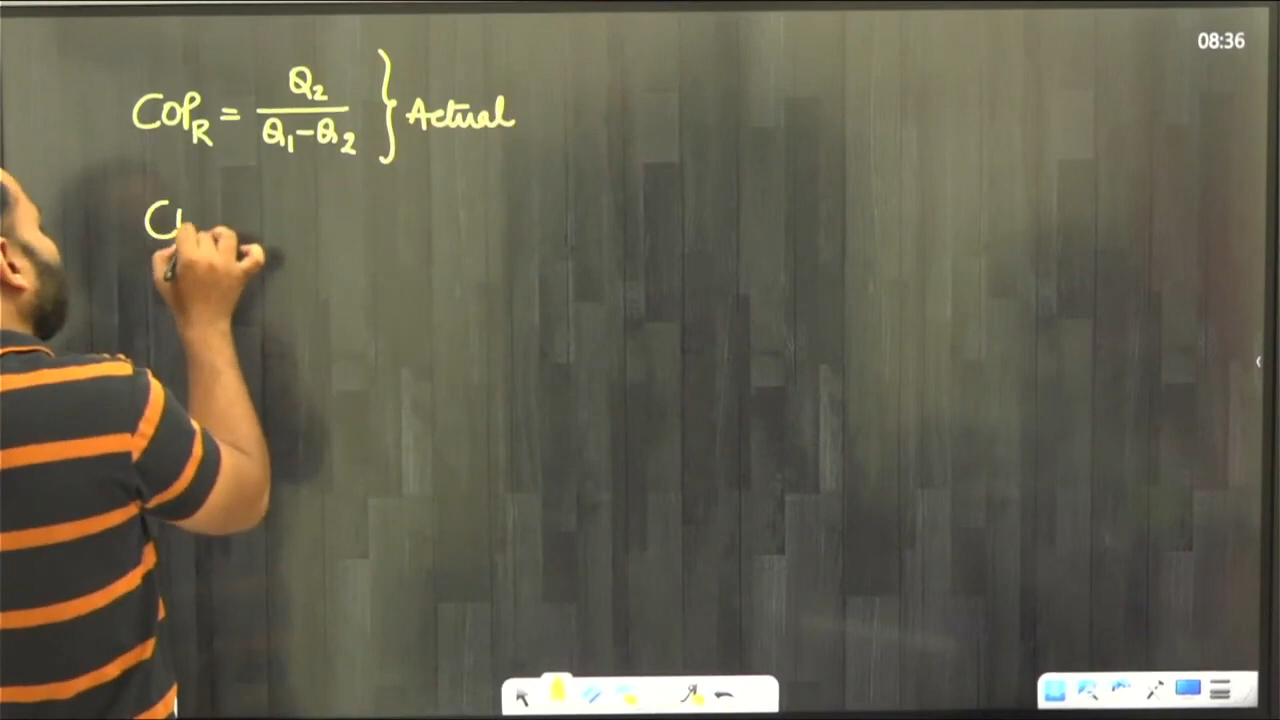 08:36
COP_R = Q_2 / (Q_1 - Q_2) } Actual
C